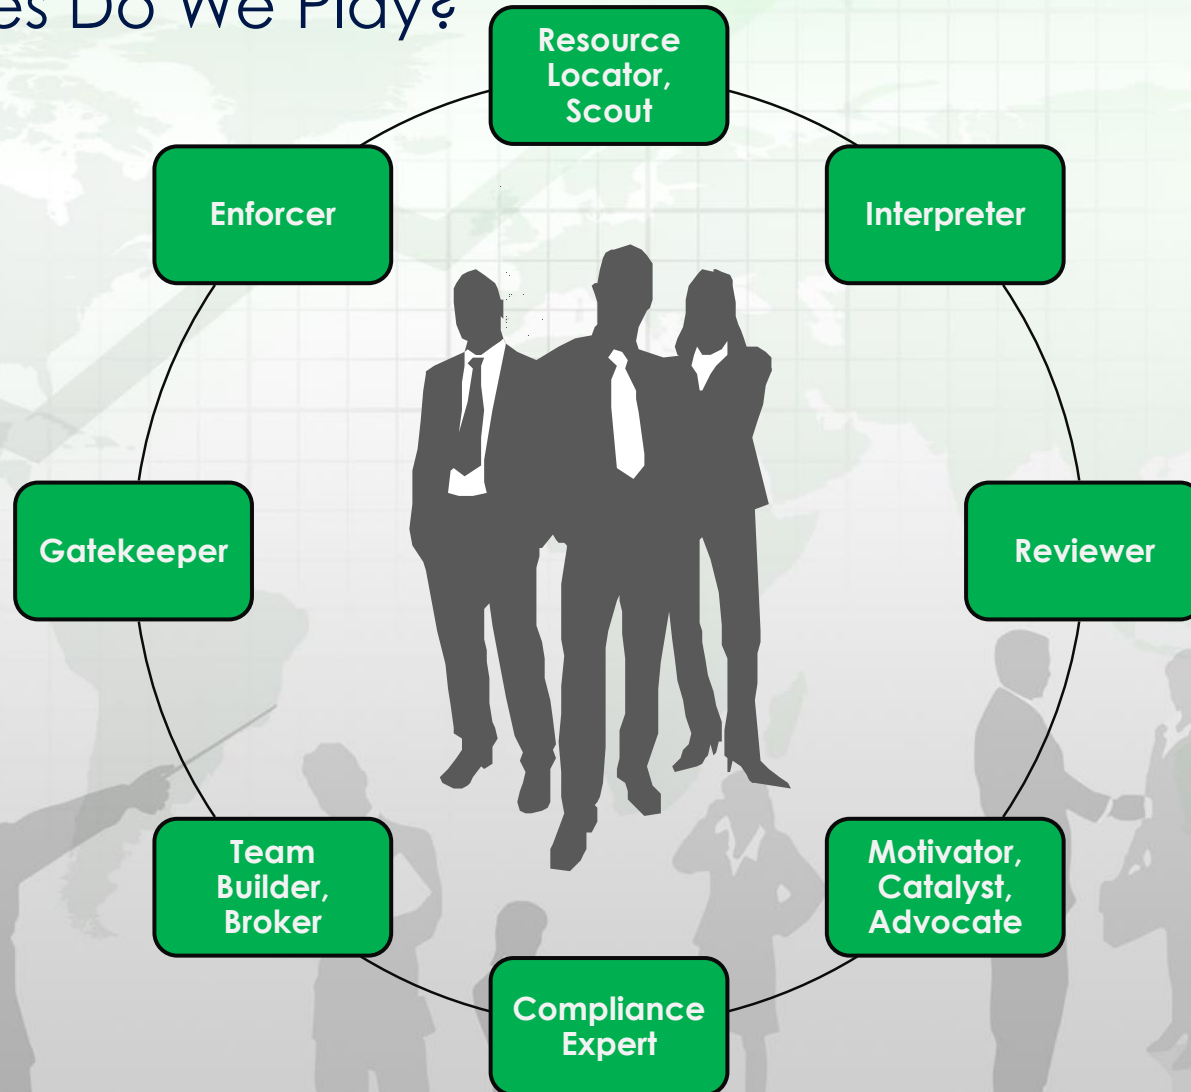 es Do We Play?
Resource
Locator,
Scout
Interpreter
Reviewer
Motivator,
Catalyst,
Advocate
Compliance
Expert
Team
Builder,
Broker
Gatekeeper
Enforcer